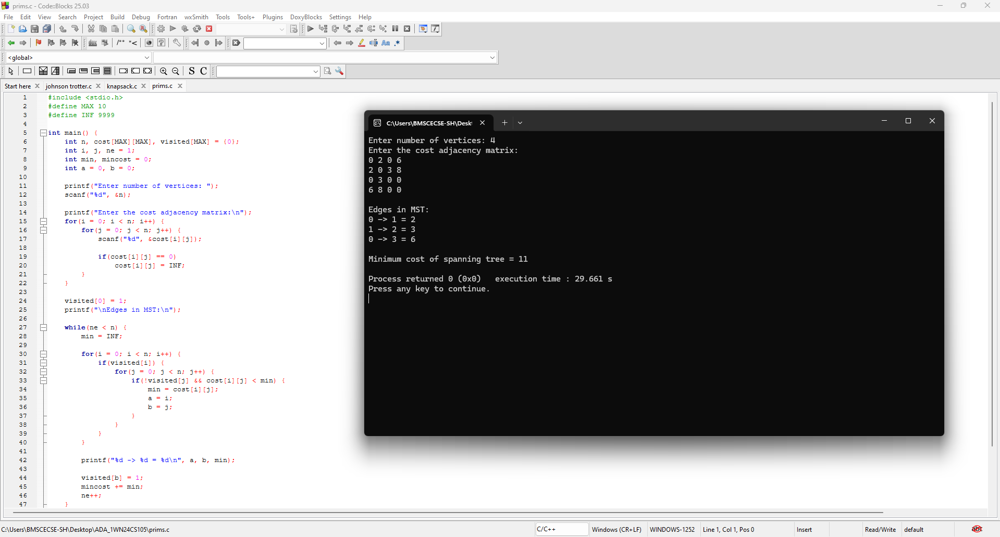 prims.c - Code::Blocks 25.03
File Edit View Search Project Build Debug Fortran wxSmith Tools Tools+ Plugins DoxyBlocks Settings Help
/** *<
Aa .*
<global>
S C
Start here johnson trotter.c knapsack.c prims.c
1 #include <stdio.h>
2 #define MAX 10
3 #define INF 9999
4
5 int main() {
6 int n, cost[MAX][MAX], visited[MAX] = {0};
7 int i, j, ne = 1;
8 int min, mincost = 0;
9 int a = 0, b = 0;
10
11 printf("Enter number of vertices: ");
12 scanf("%d", &n);
13
14 printf("Enter the cost adjacency matrix:\n");
15 for(i = 0; i < n; i++) {
16 for(j = 0; j < n; j++) {
17 scanf("%d", &cost[i][j]);
18
19 if(cost[i][j] == 0)
20 cost[i][j] = INF;
21 }
22 }
23
24 visited[0] = 1;
25 printf("\nEdges in MST:\n");
26
27 while(ne < n) {
28 min = INF;
29
30 for(i = 0; i < n; i++) {
31 if(visited[i]) {
32 for(j = 0; j < n; j++) {
33 if(!visited[j] && cost[i][j] < min) {
34 min = cost[i][j];
35 a = i;
36 b = j;
37 }
38 }
39 }
40 }
41
42 printf("%d -> %d = %d\n", a, b, min);
43
44 visited[b] = 1;
45 mincost += min;
46 ne++;
47 }
C:\Users\BMSCECSE-SH\Desk
Enter number of vertices: 4
Enter the cost adjacency matrix:
0 2 0 6
2 0 3 8
0 3 0 0
6 8 0 0
Edges in MST:
0 -> 1 = 2
1 -> 2 = 3
0 -> 3 = 6
Minimum cost of spanning tree = 11
Process returned 0 (0x0)   execution time : 29.661 s
Press any key to continue.
C:\Users\BMSCECSE-SH\Desktop\ADA_1WN24CS105\prims.c C/C++ Windows (CR+LF) WINDOWS-1252 Line 1, Col 1, Pos 0 Insert Read/Write default abc